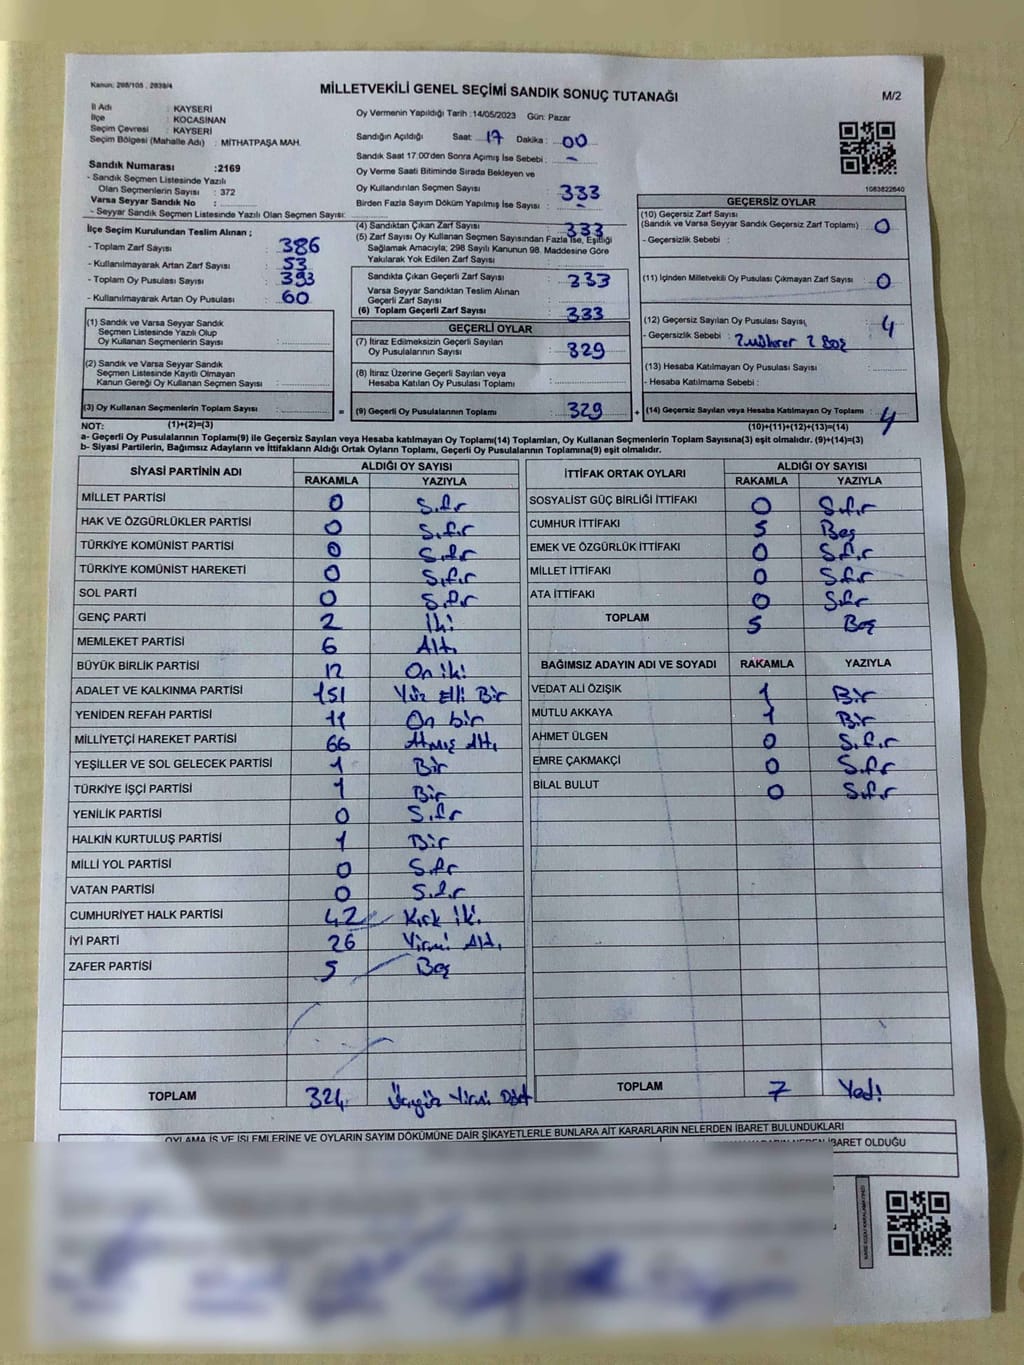 Kanun: 298/105 , 2839/4
MİLLETVEKİLİ GENEL SEÇİMİ SANDIK SONUÇ TUTANAĞI
M/2
İl Adı : KAYSERİ
İlçe : KOCASİNAN
Seçim Çevresi : KAYSERİ
Seçim Bölgesi (Mahalle Adı) : MİTHATPAŞA MAH.
Sandık Numarası :2169
- Sandık Seçmen Listesinde Yazılı
Olan Seçmenlerin Sayısı : 372
Varsa Seyyar Sandık No :
- Seyyar Sandık Seçmen Listesinde Yazılı Olan Seçmen Sayısı:
Oy Vermenin Yapıldığı Tarih :14/05/2023 Gün: Pazar
Sandığın Açıldığı Saat: 17 Dakika : 00
Sandık Saat 17:00'den Sonra Açımış İse Sebebi : -
Oy Verme Saati Bitiminde Sırada Bekleyen ve
Oy Kullandırılan Seçmen Sayısı : 333
Birden Fazla Sayım Döküm Yapılmış İse Sayısı : -
1083822640
İlçe Seçim Kurulundan Teslim Alınan ;
- Toplam Zarf Sayısı : 386
- Kullanılmayarak Artan Zarf Sayısı : 53
- Toplam Oy Pusulası Sayısı : 393
- Kullanılmayarak Artan Oy Pusulası : 60
(4) Sandıktan Çıkan Zarf Sayısı : 333
(5) Zarf Sayısı Oy Kullanan Seçmen Sayısından Fazla İse, Eşitliği
Sağlamak Amacıyla; 298 Sayılı Kanunun 98. Maddesine Göre
Yakılarak Yok Edilen Zarf Sayısı :
Sandıkta Çıkan Geçerli Zarf Sayısı : 333
Varsa Seyyar Sandıktan Teslim Alınan
Geçerli Zarf Sayısı :
(6) Toplam Geçerli Zarf Sayısı : 333
GEÇERSİZ OYLAR
(10) Geçersiz Zarf Sayısı
(Sandık ve Varsa Seyyar Sandık Geçersiz Zarf Toplamı) : 0
- Geçersizlik Sebebi :
(11) İçinden Milletvekili Oy Pusulası Çıkmayan Zarf Sayısı : 0
(12) Geçersiz Sayılan Oy Pusulası Sayısı : 4
- Geçersizlik Sebebi : 2 mühürer 2 Boş
(13) Hesaba Katılmayan Oy Pusulası Sayısı :
- Hesaba Katılmama Sebebi :
(14) Geçersiz Sayılan veya Hesaba Katılmayan Oy Toplamı : 4
(10)+(11)+(12)+(13)=(14)
(1) Sandık ve Varsa Seyyar Sandık
Seçmen Listesinde Yazılı Olup
Oy Kullanan Seçmenlerin Sayısı :
(2) Sandık ve Varsa Seyyar Sandık
Seçmen Listesinde Kayıtlı Olmayan
Kanun Gereği Oy Kullanan Seçmen Sayısı :
(3) Oy Kullanan Seçmenlerin Toplam Sayısı : =
GEÇERLİ OYLAR
(7) İtiraz Edilmeksizin Geçerli Sayılan
Oy Pusulalarının Sayısı : 329
(8) İtiraz Üzerine Geçerli Sayılan veya
Hesaba Katılan Oy Pusulası Toplamı :
(9) Geçerli Oy Pusulalarının Toplamı : 329 +
NOT: (1)+(2)=(3)
a- Geçerli Oy Pusulalarının Toplamı(9) ile Geçersiz Sayılan veya Hesaba katılmayan Oy Toplamı(14) Toplamları, Oy Kullanan Seçmenlerin Toplam Sayısına(3) eşit olmalıdır. (9)+(14)=(3)
b- Siyasi Partilerin, Bağımsız Adayların ve İttifakların Aldığı Ortak Oyların Toplamı, Geçerli Oy Pusulalarının Toplamına(9) eşit olmalıdır.
SİYASİ PARTİNİN ADI ALDIĞI OY SAYISI
RAKAMLA YAZIYLA
MİLLET PARTİSİ 0 Sıfır
HAK VE ÖZGÜRLÜKLER PARTİSİ 0 Sıfır
TÜRKİYE KOMÜNİST PARTİSİ 0 Sıfır
TÜRKİYE KOMÜNİST HAREKETİ 0 Sıfır
SOL PARTİ 0 Sıfır
GENÇ PARTİ 2 İki
MEMLEKET PARTİSİ 6 Altı
BÜYÜK BİRLİK PARTİSİ 12 On iki
ADALET VE KALKINMA PARTİSİ 151 Yüz Elli Bir
YENİDEN REFAH PARTİSİ 11 On bir
MİLLİYETÇİ HAREKET PARTİSİ 66 Atmış Altı
YEŞİLLER VE SOL GELECEK PARTİSİ 1 Bir
TÜRKİYE İŞÇİ PARTİSİ 1 Bir
YENİLİK PARTİSİ 0 Sıfır
HALKIN KURTULUŞ PARTİSİ 1 Bir
MİLLİ YOL PARTİSİ 0 Sıfır
VATAN PARTİSİ 0 Sıfır
CUMHURİYET HALK PARTİSİ 42 Kırk iki
İYİ PARTİ 26 Yirmi Altı
ZAFER PARTİSİ 5 Beş
TOPLAM 324 Üçyüz Yirmi Dört
İTTİFAK ORTAK OYLARI ALDIĞI OY SAYISI
RAKAMLA YAZIYLA
SOSYALİST GÜÇ BİRLİĞİ İTTİFAKI 0 Sıfır
CUMHUR İTTİFAKI 5 Beş
EMEK VE ÖZGÜRLÜK İTTİFAKI 0 Sıfır
MİLLET İTTİFAKI 0 Sıfır
ATA İTTİFAKI 0 Sıfır
TOPLAM 5 Beş
BAĞIMSIZ ADAYIN ADI VE SOYADI RAKAMLA YAZIYLA
VEDAT ALİ ÖZIŞIK 1 Bir
MUTLU AKKAYA 1 Bir
AHMET ÜLGEN 0 Sıfır
EMRE ÇAKMAKÇİ 0 Sıfır
BİLAL BULUT 0 Sıfır
TOPLAM 7 Yedi
OYLAMA İŞ VE İŞLEMLERİNE VE OYLARIN SAYIM DÖKÜMÜNE DAİR ŞİKAYETLERLE BUNLARA AİT KARARLARIN NELERDEN İBARET BULUNDUKLARI
NEDEN İBARET OLDUĞU